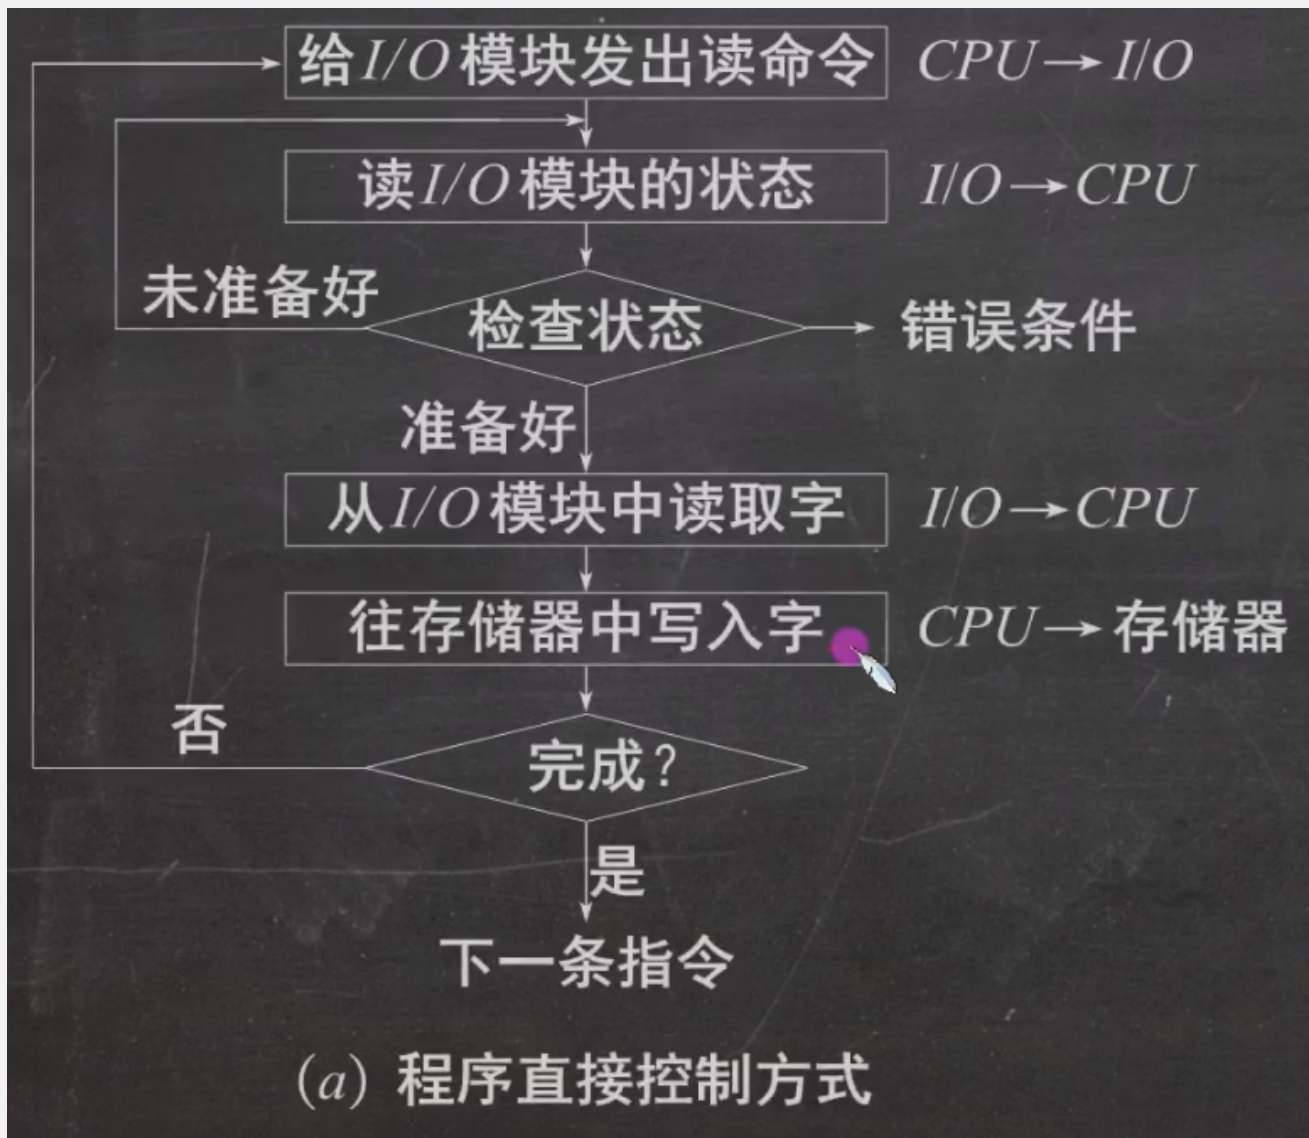 给I/O模块发出读命令 CPU→I/O
读I/O模块的状态 I/O→CPU
未准备好
检查状态 错误条件
准备好
从I/O模块中读取字 I/O→CPU
往存储器中写入字 CPU→存储器
否
完成?
是
下一条指令
(a) 程序直接控制方式